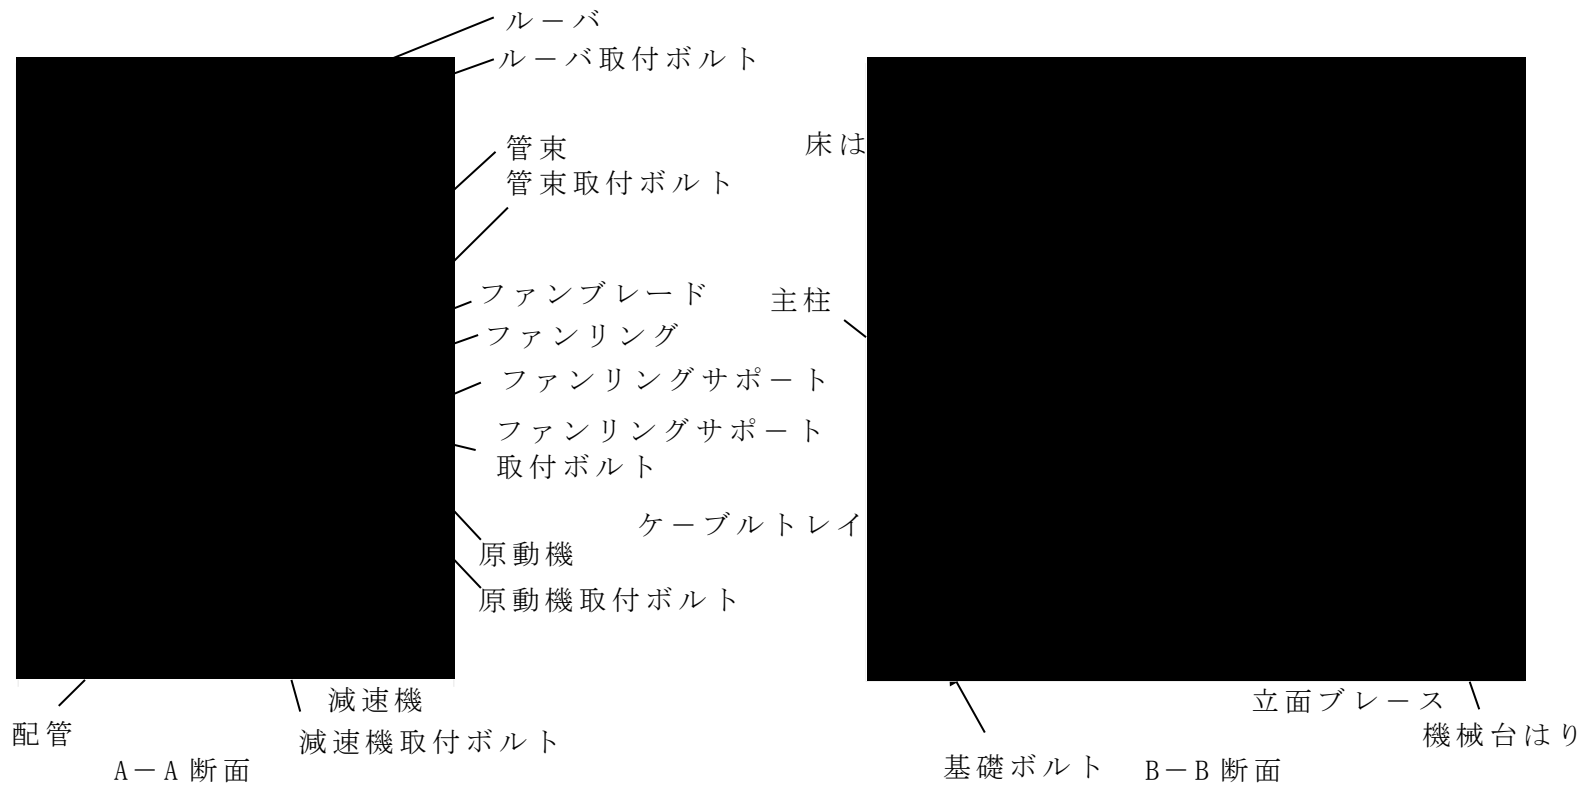 ルーバ
ルーバ取付ボルト
管束
管束取付ボルト
ファンブレード
ファンリング
ファンリングサポート
ファンリングサポート
取付ボルト
原動機
原動機取付ボルト
減速機
減速機取付ボルト
配管
A－A 断面
床は
主柱
ケーブルトレイ
立面ブレース
機械台はり
基礎ボルト
B－B 断面